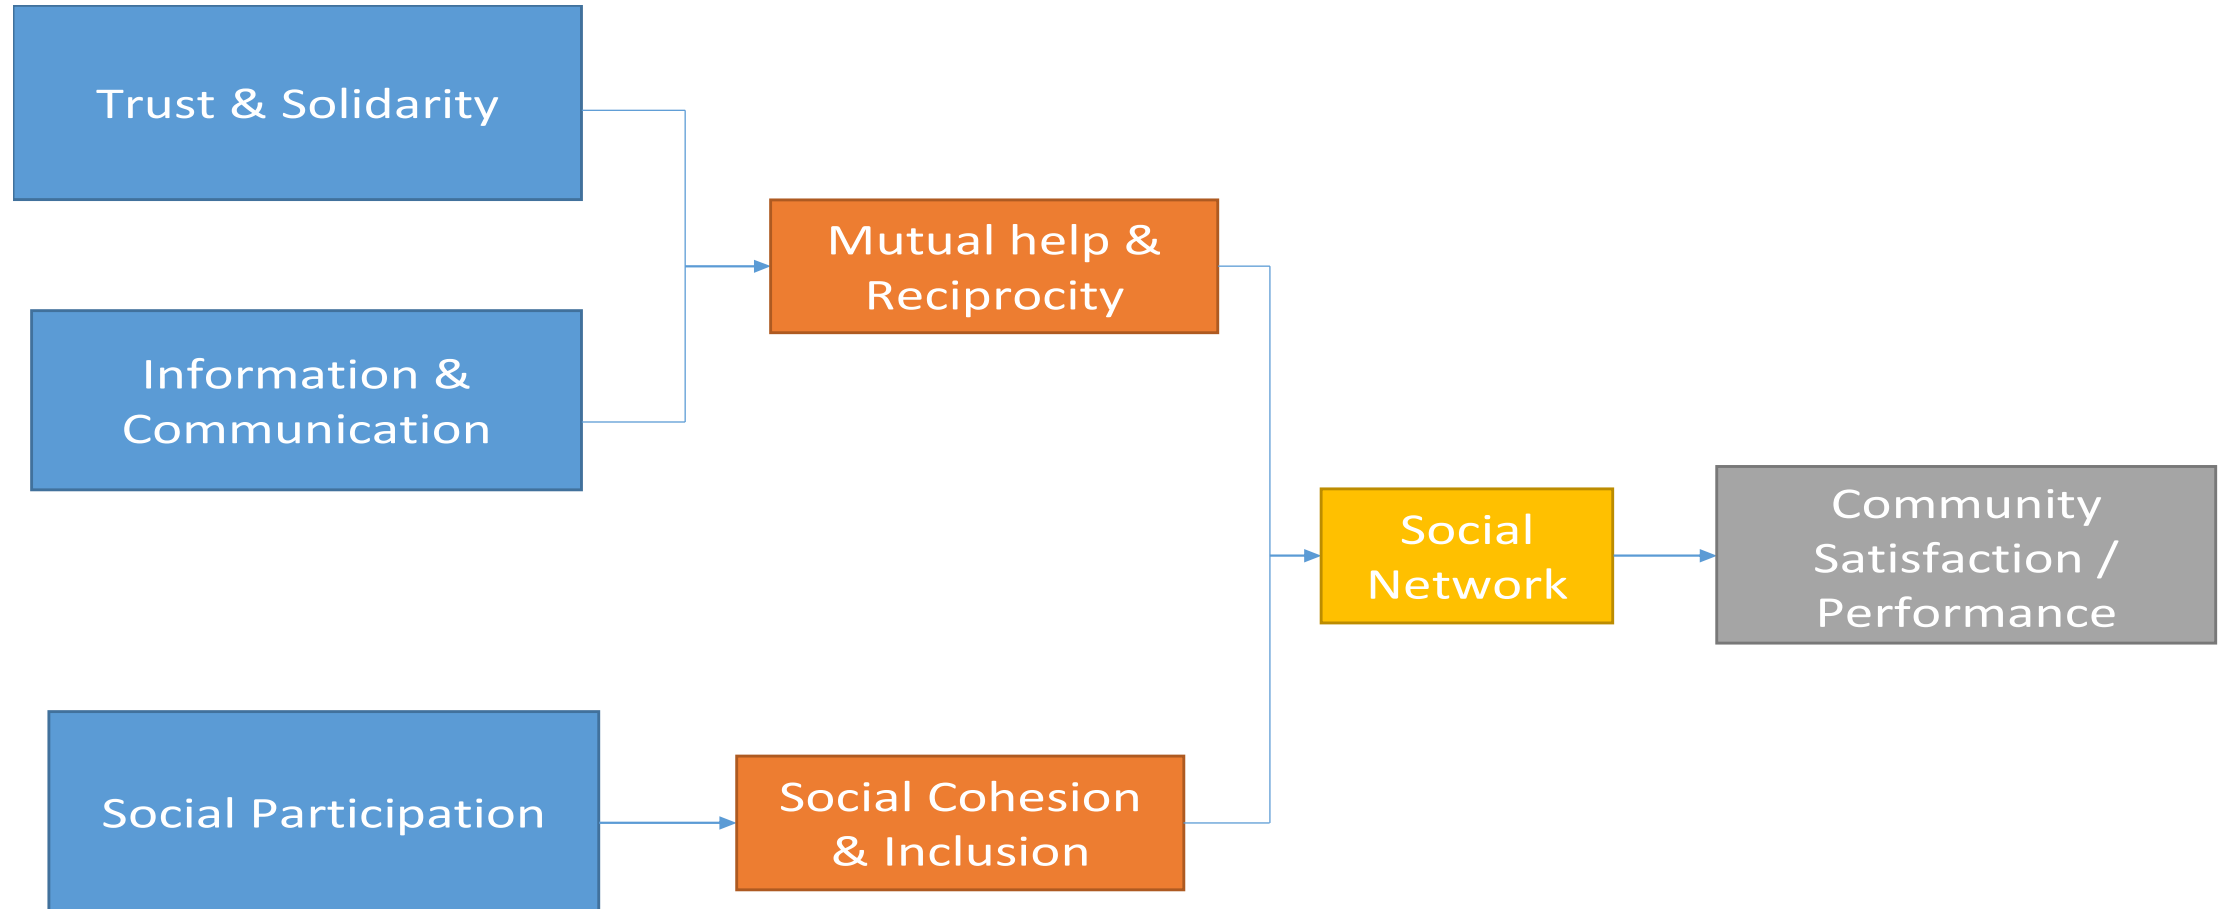 Trust & Solidarity
Information &
Communication
Mutual help &
Reciprocity
Social Participation
Social Cohesion
& Inclusion
Social
Network
Community
Satisfaction /
Performance